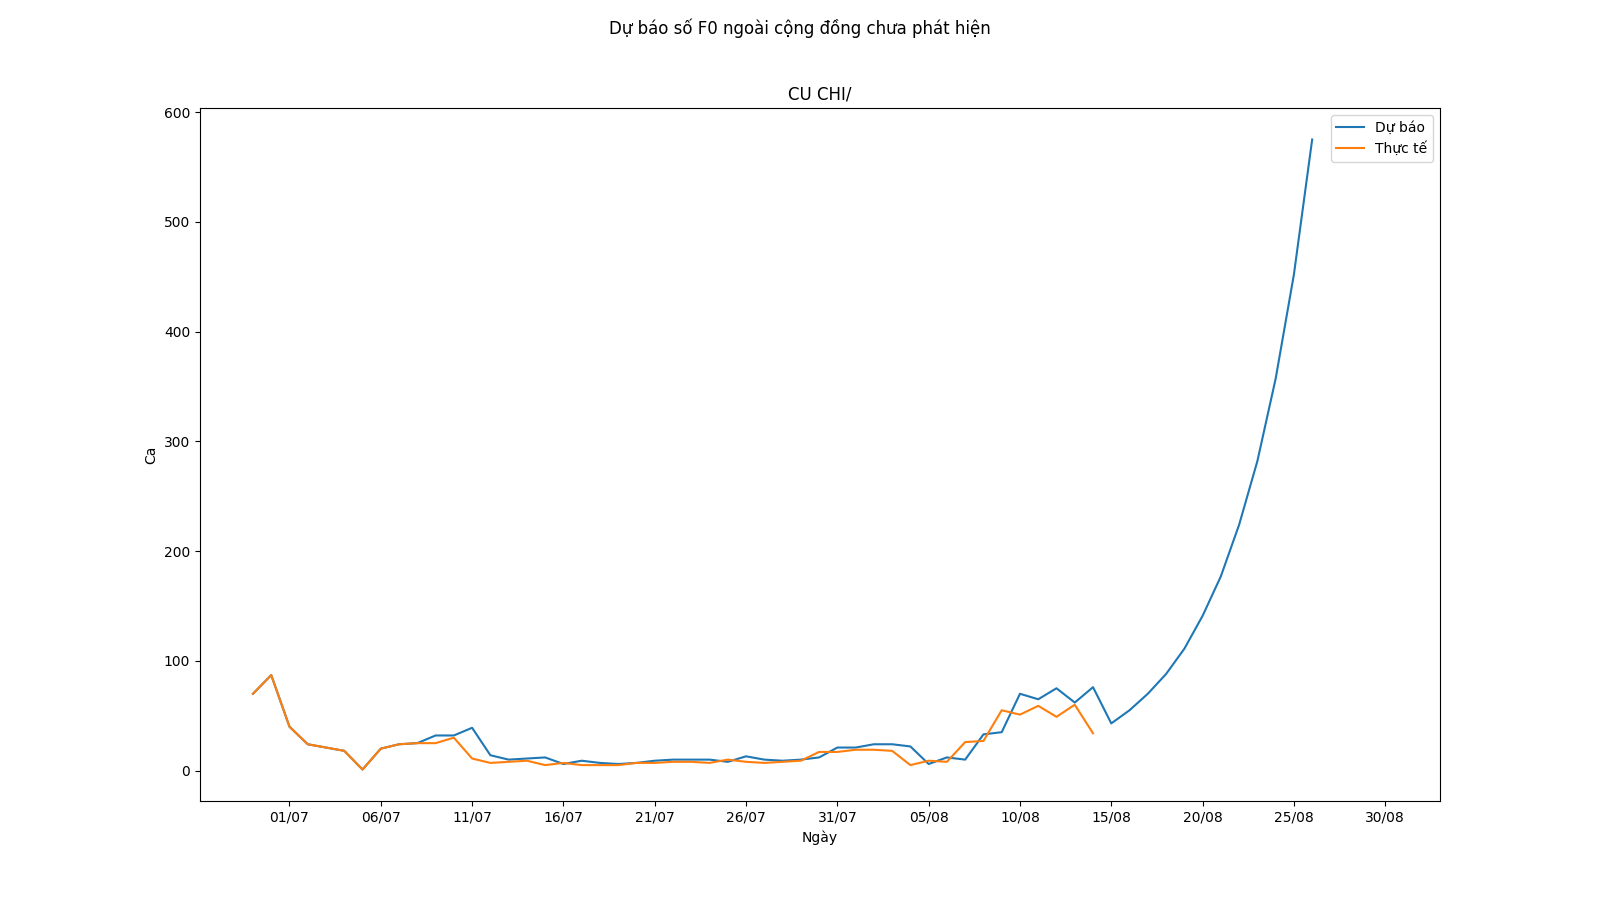 Dự báo số F0 ngoài cộng đồng chưa phát hiện
CU CHI/
Dự báo
Thực tế
600
500
400
300
200
100
0
Ca
01/07 06/07 11/07 16/07 21/07 26/07 31/07 05/08 10/08 15/08 20/08 25/08 30/08
Ngày